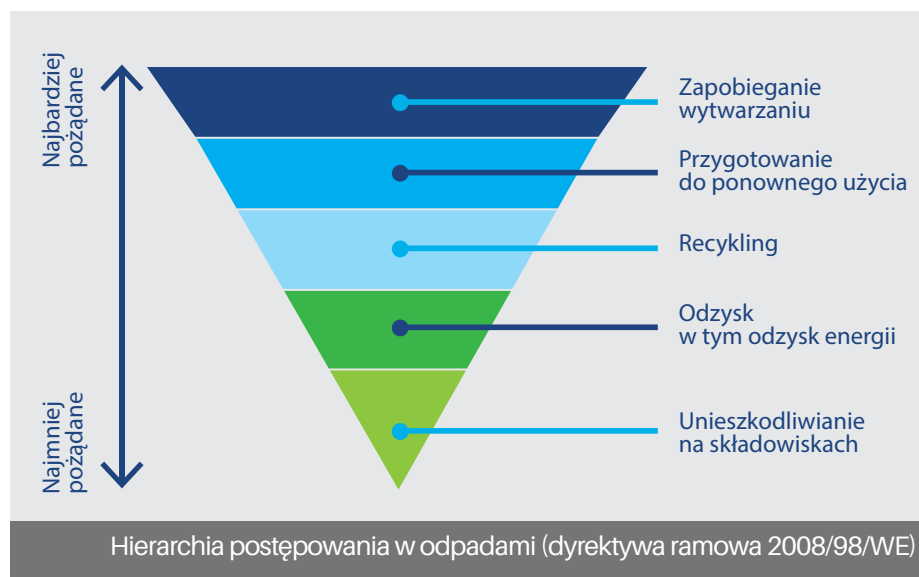 Najbardziej
pożądane
Zapobieganie
wytwarzaniu
Przygotowanie
do ponownego użycia
Recykling
Odzysk
w tym odzysk energii
Unieszkodliwianie
na składowiskach
Najmniej
pożądane
Hierarchia postępowania w odpadami (dyrektywa ramowa 2008/98/WE)